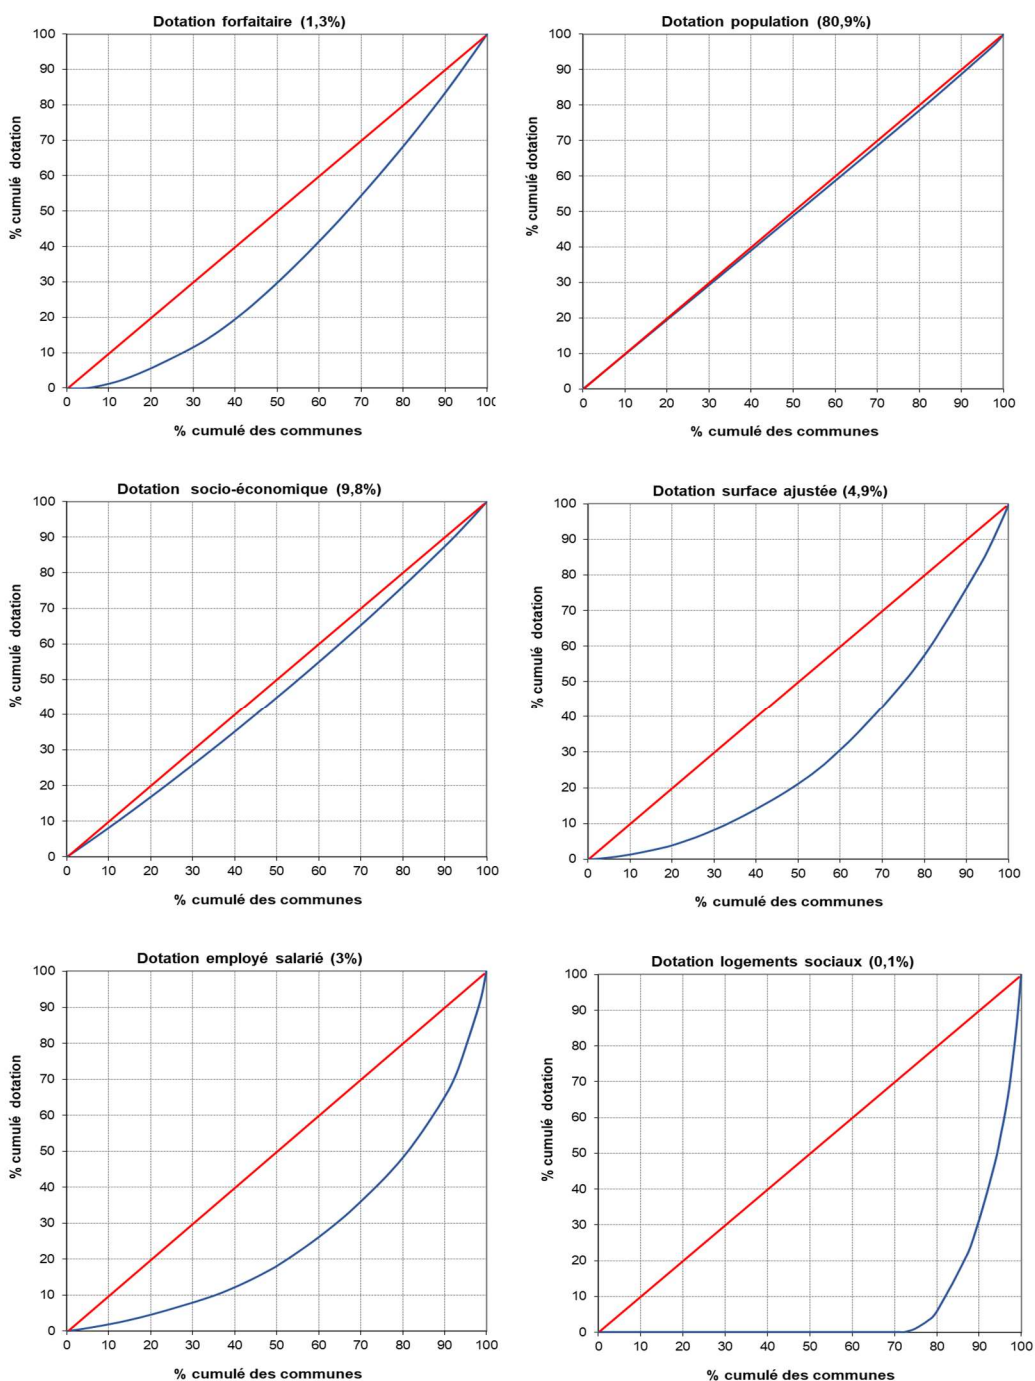 Dotation forfaitaire (1,3%)
% cumulé dotation
100
90
80
70
60
50
40
30
20
10
0
0 10 20 30 40 50 60 70 80 90 100
% cumulé des communes
Dotation population (80,9%)
% cumulé dotation
100
90
80
70
60
50
40
30
20
10
0
0 10 20 30 40 50 60 70 80 90 100
% cumulé des communes
Dotation socio-économique (9,8%)
% cumulé dotation
100
90
80
70
60
50
40
30
20
10
0
0 10 20 30 40 50 60 70 80 90 100
% cumulé des communes
Dotation surface ajustée (4,9%)
% cumulé dotation
100
90
80
70
60
50
40
30
20
10
0
0 10 20 30 40 50 60 70 80 90 100
% cumulé des communes
Dotation employé salarié (3%)
% cumulé dotation
100
90
80
70
60
50
40
30
20
10
0
0 10 20 30 40 50 60 70 80 90 100
% cumulé des communes
Dotation logements sociaux (0,1%)
% cumulé dotation
100
90
80
70
60
50
40
30
20
10
0
0 10 20 30 40 50 60 70 80 90 100
% cumulé des communes